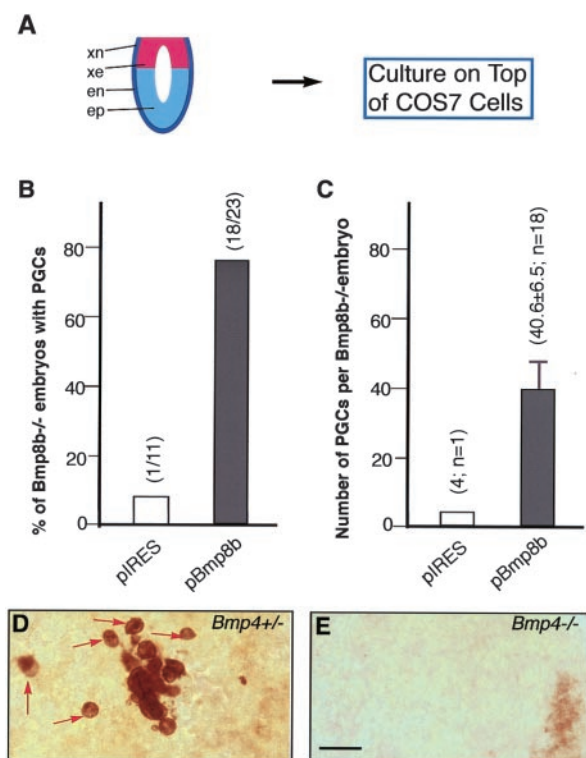 A
xn
xe
en
ep
Culture on Top
of COS7 Cells
B
% of Bmp8b-/- embryos with PGCs
80
60
40
20
0
(1/11)
(18/23)
pIRES
pBmp8b
C
Number of PGCs per Bmp8b-/-embryo
80
60
40
20
0
(4; n=1)
(40.6±6.5; n=18)
pIRES
pBmp8b
D
Bmp4+/-
E
Bmp4-/-